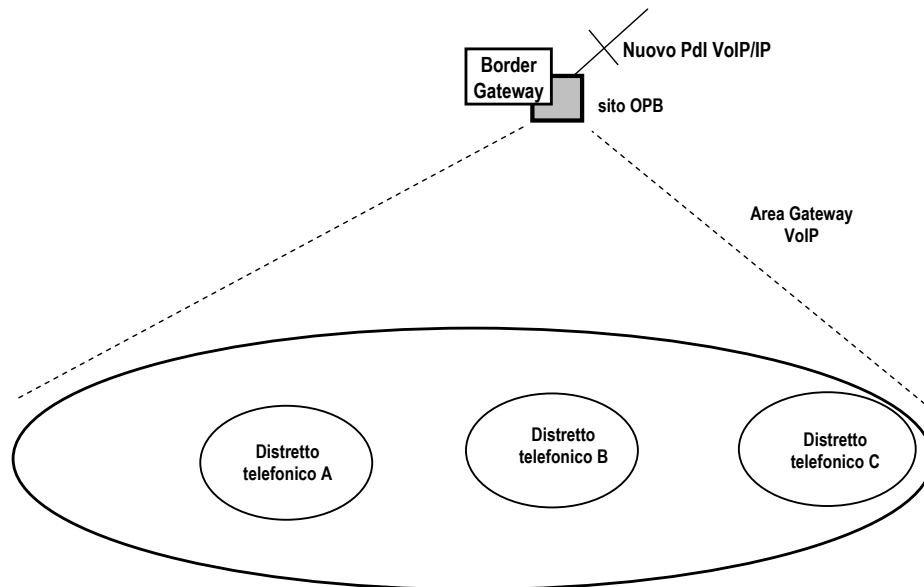 Nuovo PdI VoIP/IP
Border
Gateway
sito OPB
Area Gateway
VoIP
Distretto
telefonico A
Distretto
telefonico B
Distretto
telefonico C